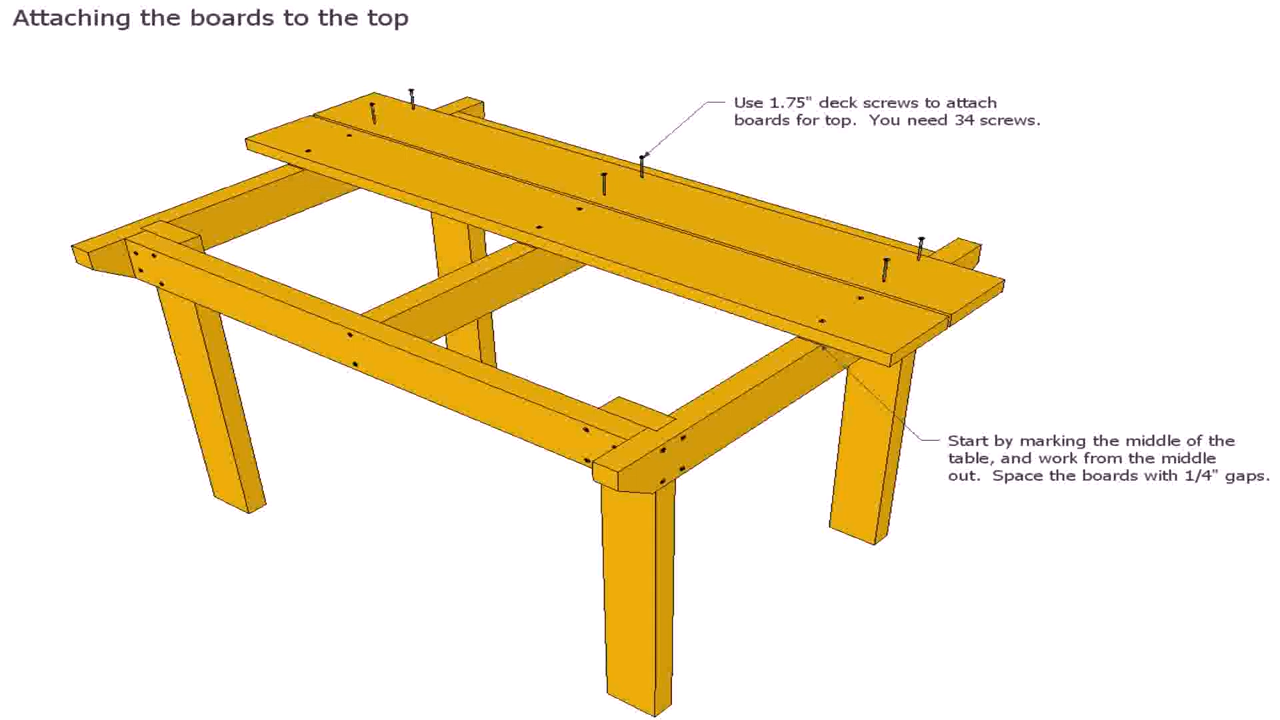 Attaching the boards to the top
Use 1.75" deck screws to attach
boards for top.  You need 34 screws.
Start by marking the middle of the
table, and work from the middle
out.  Space the boards with 1/4" gaps.